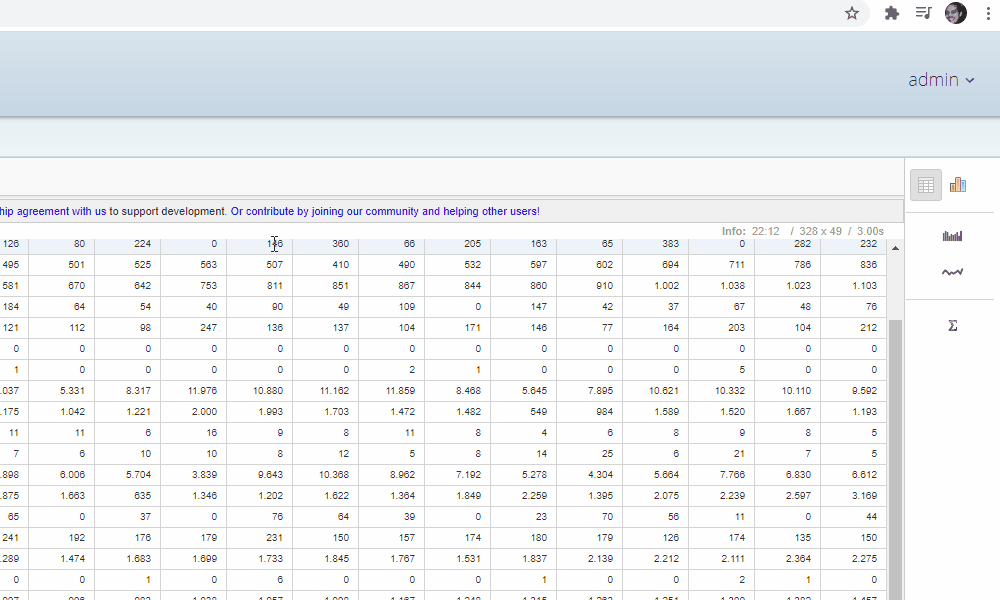 admin
hip agreement with us to support development. Or contribute by joining our community and helping other users!
Info: 22:12 / 328 x 49 / 3.00s
126 80 224 0 146 360 66 205 163 65 383 0 282 232
495 501 525 563 507 410 490 532 597 602 694 711 786 836
581 670 642 753 811 851 867 844 860 910 1.002 1.038 1.023 1.103
184 64 54 40 90 49 109 0 147 42 37 67 48 76
121 112 98 247 136 137 104 171 146 77 164 203 104 212
0 0 0 0 0 0 0 0 0 0 0 0 0 0
1 0 0 0 0 0 2 1 0 0 0 5 0 0
.037 5.331 8.317 11.976 10.880 11.162 11.859 8.468 5.645 7.895 10.621 10.332 10.110 9.592
.175 1.042 1.221 2.000 1.993 1.703 1.472 1.482 549 984 1.589 1.520 1.667 1.193
11 11 6 16 9 8 11 8 4 6 8 9 8 5
7 6 10 10 8 12 5 8 14 25 6 21 7 5
.898 6.006 5.704 3.839 9.643 10.368 8.962 7.192 5.278 4.304 5.664 7.766 6.830 6.612
.875 1.663 635 1.346 1.202 1.622 1.364 1.849 2.259 1.395 2.075 2.239 2.597 3.169
65 0 37 0 76 64 39 0 23 70 56 11 0 44
241 192 176 179 231 150 157 174 180 179 126 174 135 150
.289 1.474 1.683 1.699 1.733 1.845 1.767 1.531 1.837 2.139 2.212 2.111 2.364 2.275
0 0 1 0 6 0 0 0 1 0 0 2 1 0
Σ